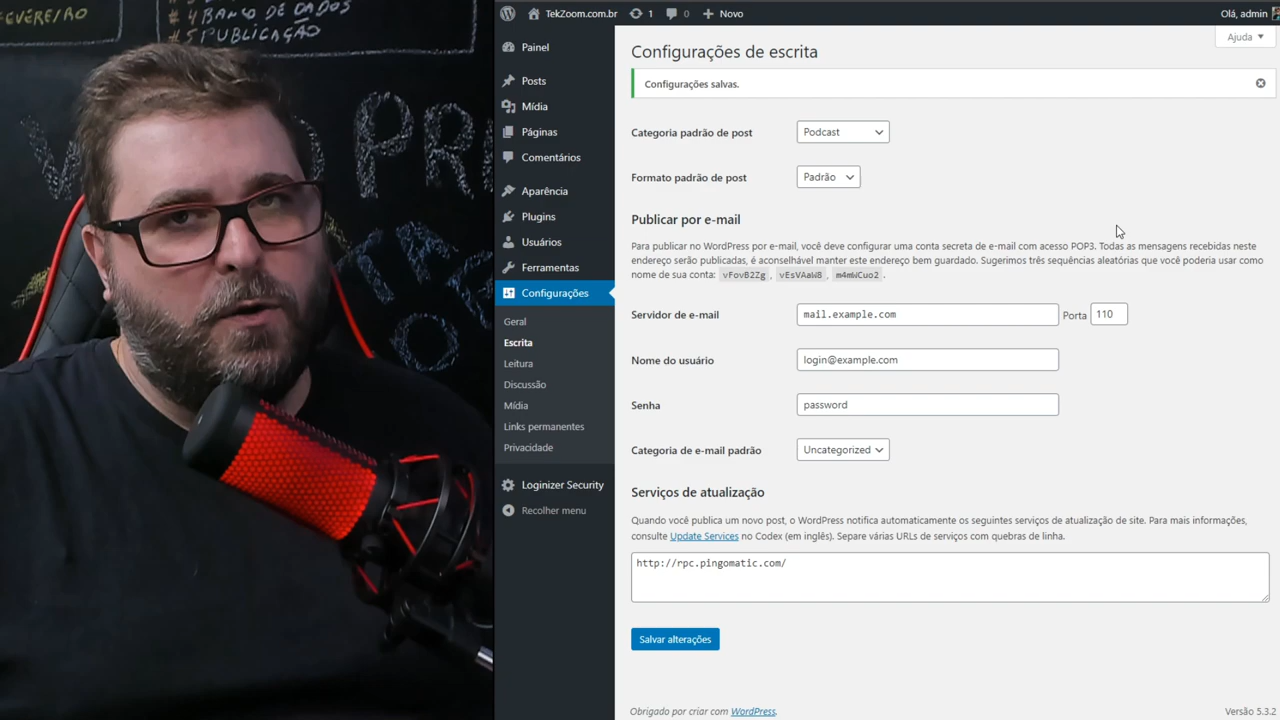 FEVEREIRO
#4 BANCO DE DADOS
#5 PUBLICAÇÃO
TekZoom.com.br
1
0
Novo
Olá, admin
Ajuda
Painel
Posts
Mídia
Páginas
Comentários
Aparência
Plugins
Usuários
Ferramentas
Configurações
Geral
Escrita
Leitura
Discussão
Mídia
Links permanentes
Privacidade
Loginizer Security
Recolher menu
Configurações de escrita
Configurações salvas.
Categoria padrão de post Podcast
Formato padrão de post Padrão
Publicar por e-mail
Para publicar no WordPress por e-mail, você deve configurar uma conta secreta de e-mail com acesso POP3. Todas as mensagens recebidas neste
endereço serão publicadas, é aconselhável manter este endereço bem guardado. Sugerimos três sequências aleatórias que você poderia usar como
nome de sua conta: vFovB2Zg, vEsVAaW8, m4mWCuo2.
Servidor de e-mail mail.example.com Porta 110
Nome do usuário login@example.com
Senha password
Categoria de e-mail padrão Uncategorized
Serviços de atualização
Quando você publica um novo post, o WordPress notifica automaticamente os seguintes serviços de atualização de site. Para mais informações,
consulte Update Services no Codex (em inglês). Separe várias URLs de serviços com quebras de linha.
http://rpc.pingomatic.com/
Salvar alterações
Obrigado por criar com WordPress.
Versão 5.3.2